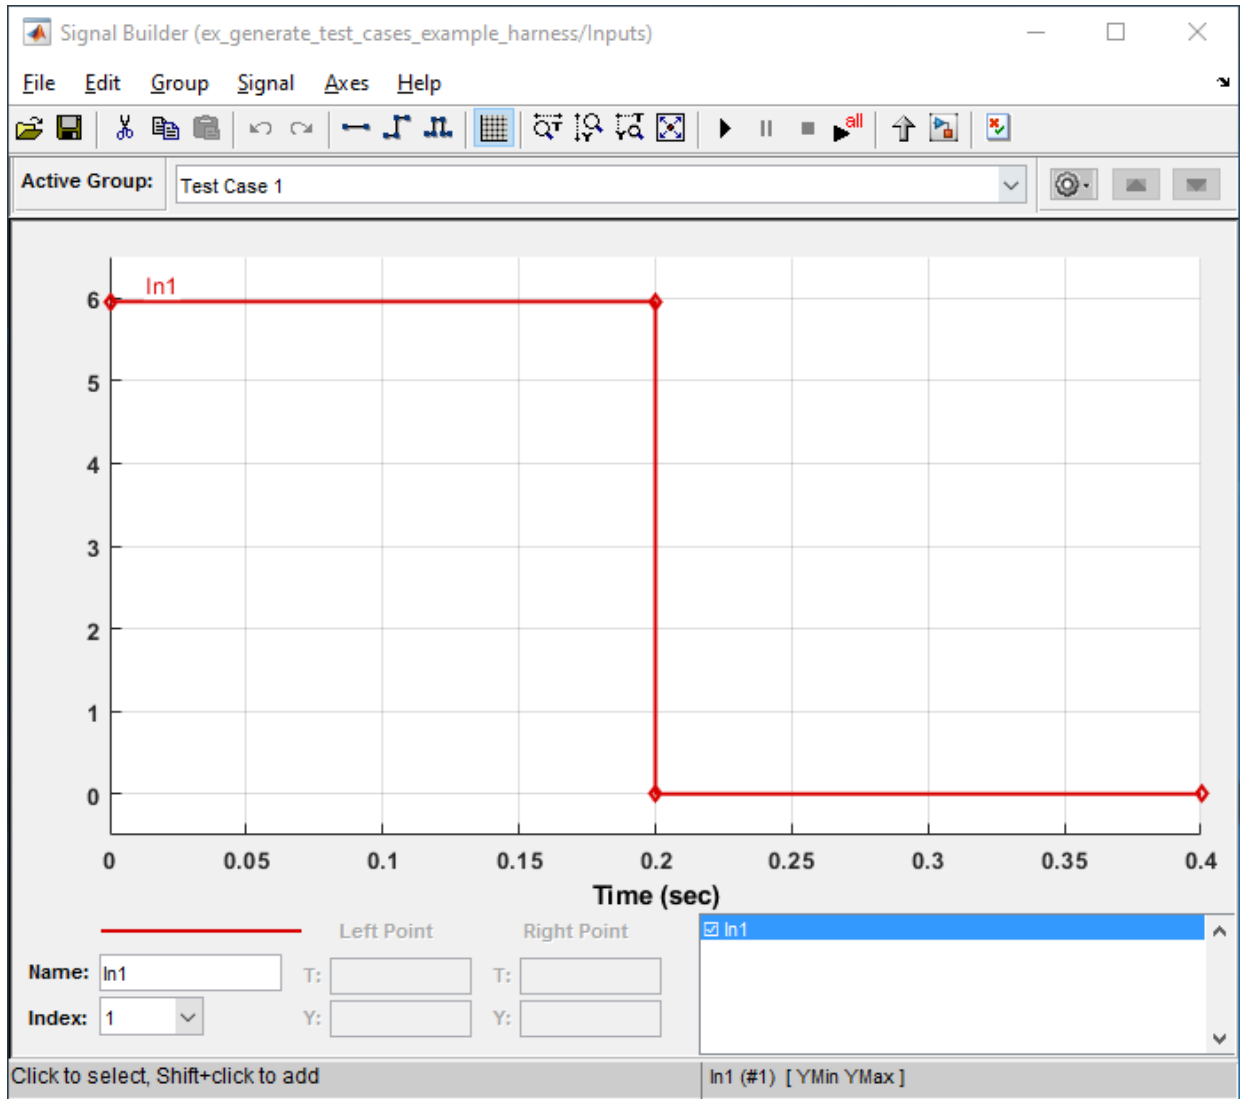 Signal Builder (ex_generate_test_cases_example_harness/Inputs)
File Edit Group Signal Axes Help
all
Active Group: Test Case 1
In1
6
5
4
3
2
1
0
0 0.05 0.1 0.15 0.2 0.25 0.3 0.35 0.4
Time (sec)
Left Point Right Point In1
Name: In1 T: T:
Index: 1 Y: Y:
Click to select, Shift+click to add In1 (#1) [ YMin YMax ]